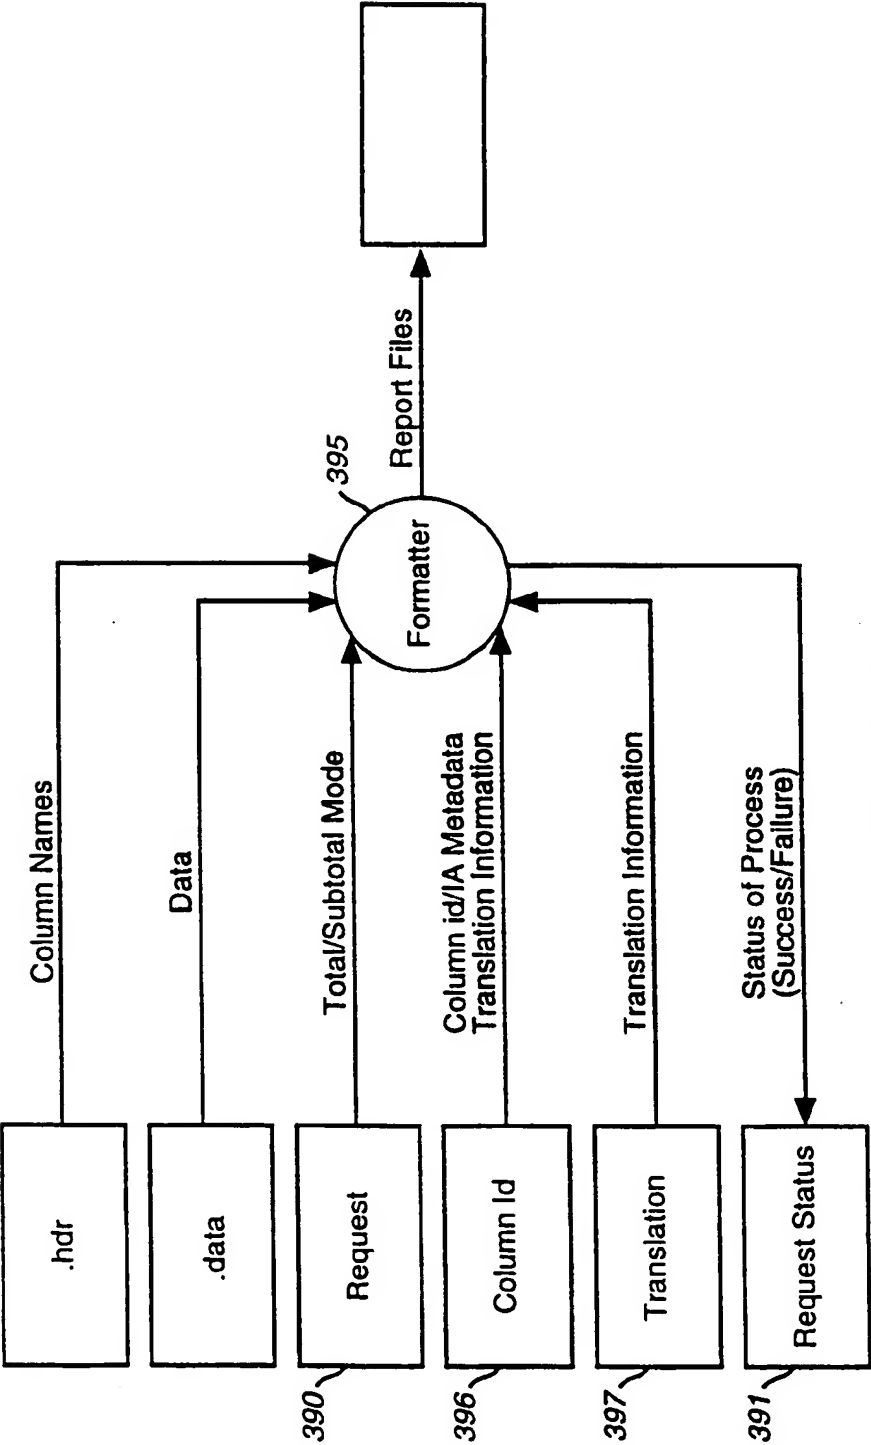 .hdr
Column Names
.data
Data
390
Request
Total/Subtotal Mode
396
Column Id
Column id/IA Metadata
Translation Information
397
Translation
Translation Information
391
Request Status
Status of Process
(Success/Failure)
395
Formatter
Report Files